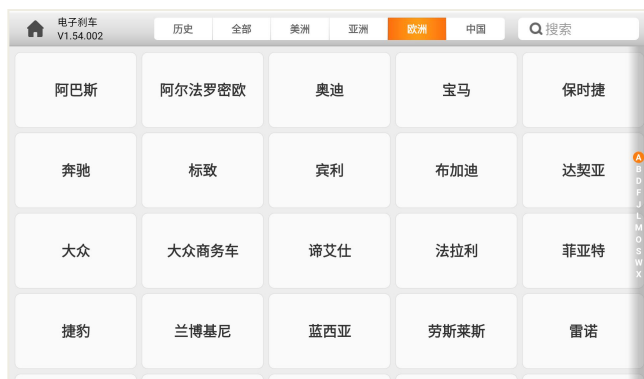 电子刹车
V1.54.002
历史
全部
美洲
亚洲
欧洲
中国
搜索
阿巴斯
阿尔法罗密欧
奥迪
宝马
保时捷
奔驰
标致
宾利
布加迪
达契亚
大众
大众商务车
谛艾仕
法拉利
菲亚特
捷豹
兰博基尼
蓝西亚
劳斯莱斯
雷诺
A
B
D
F
J
L
M
O
S
W
X